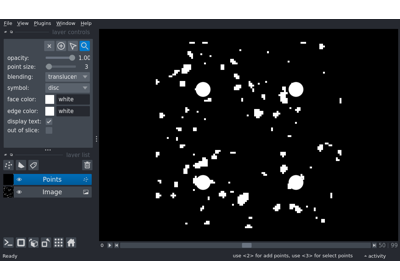 File View Plugins Window Help
layer controls
opacity: 1.00
point size: 3
blending: translucen
symbol: disc
face color: white
edge color: white
display text:
out of slice:
layer list
Points
Image
0 50 99
Ready use <2> for add points, use <3> for select points activity